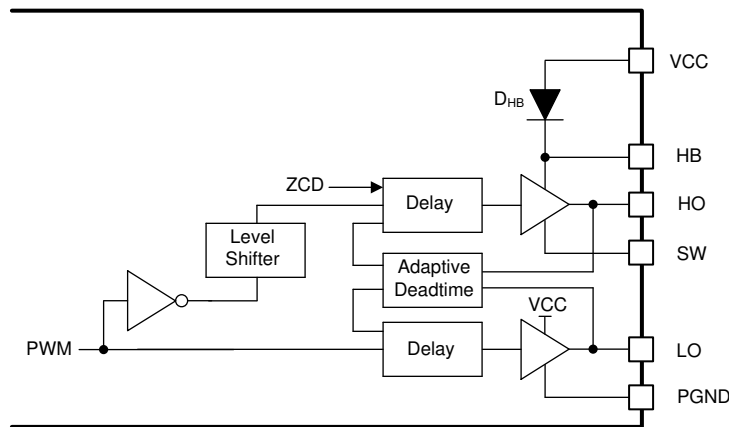 VCC
DHB
HB
ZCD
Delay
HO
Level
Shifter
SW
Adaptive
Deadtime
VCC
PWM
Delay
LO
PGND